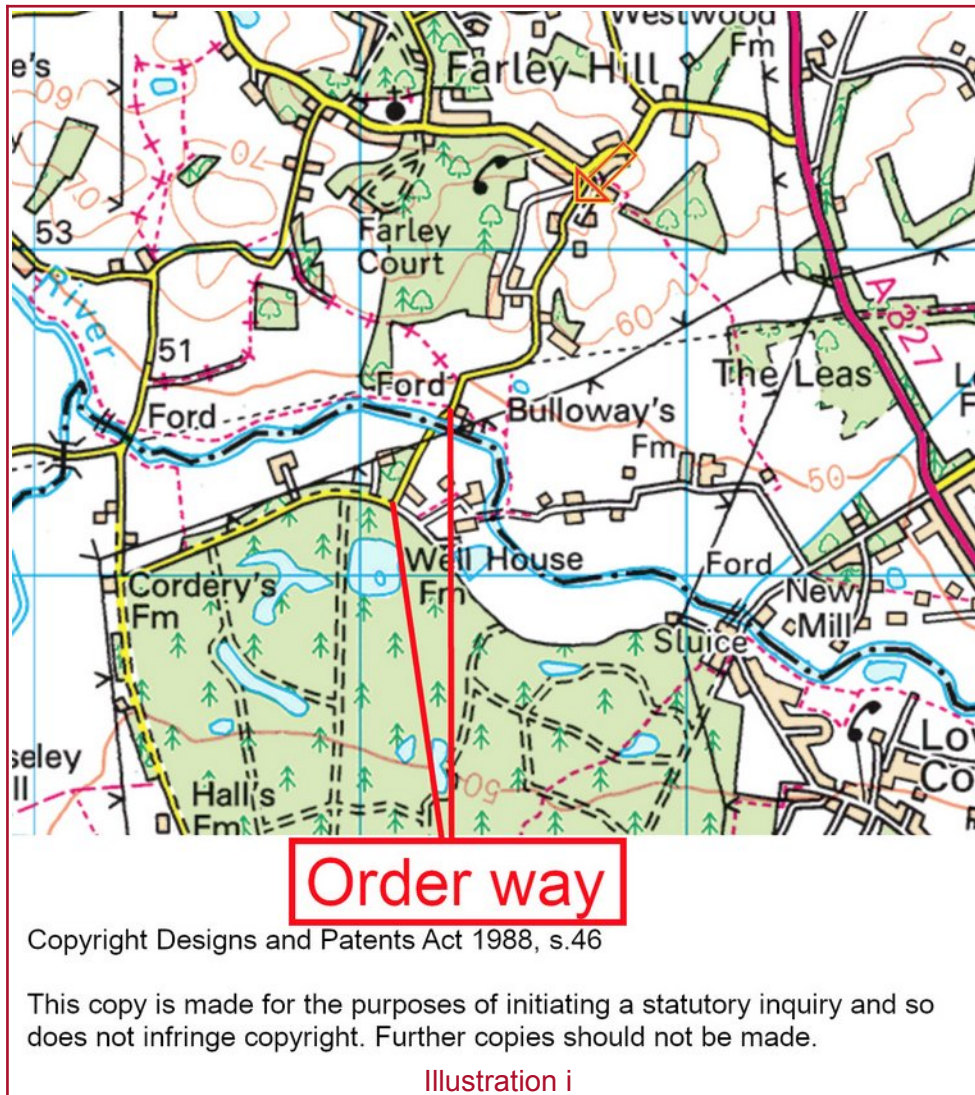 Westwood
Fm
e's
Farley Hill
60
70
70
53
Farley
Court
River
60
A 327
51
The Leas
Ford
Ford
Bulloway's
Fm
50
Well House
Fm
Ford
Cordery's
Fm
New
Mill
Sluice
seley
ll
Hall's
Fm
50
Lo
Co
Order way
Copyright Designs and Patents Act 1988, s.46
This copy is made for the purposes of initiating a statutory inquiry and so
does not infringe copyright. Further copies should not be made.
Illustration i